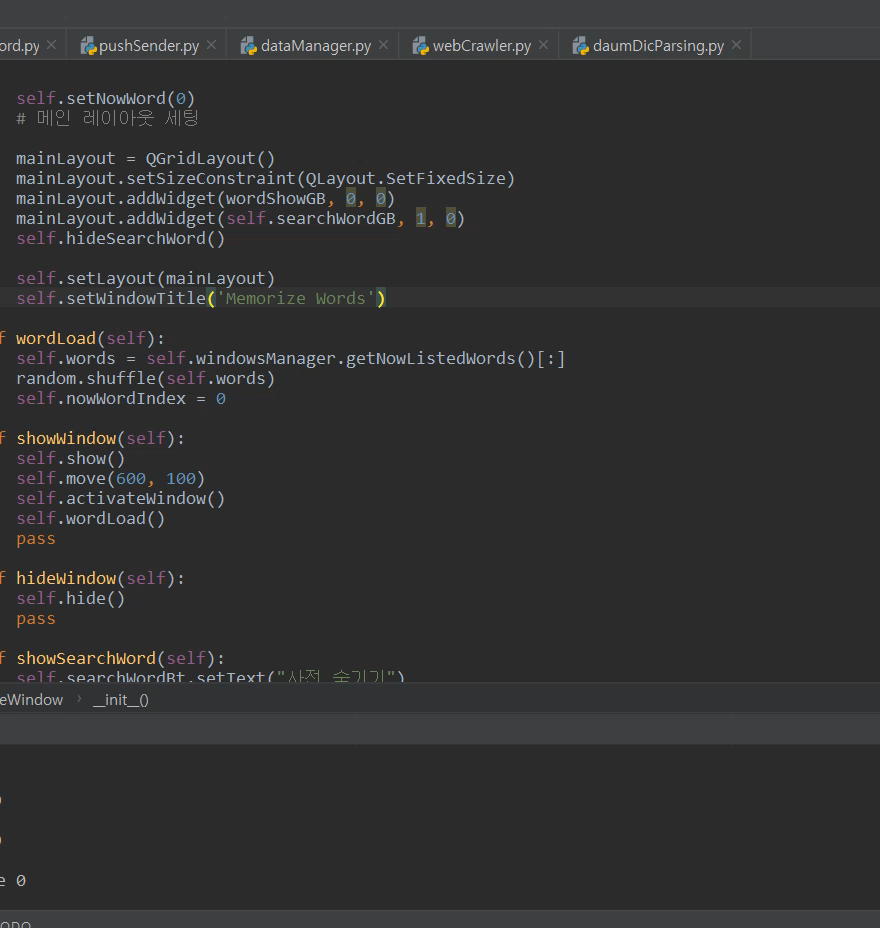 ord.py pushSender.py dataManager.py webCrawler.py daumDicParsing.py
self.setNowWord(0)
# 메인 레이아웃 세팅
mainLayout = QGridLayout()
mainLayout.setSizeConstraint(QLayout.SetFixedSize)
mainLayout.addWidget(wordShowGB, 0, 0)
mainLayout.addWidget(self.searchWordGB, 1, 0)
self.hideSearchWord()
self.setLayout(mainLayout)
self.setWindowTitle('Memorize Words')
f wordLoad(self):
self.words = self.windowsManager.getNowListedWords()[:]
random.shuffle(self.words)
self.nowWordIndex = 0
f showWindow(self):
self.show()
self.move(600, 100)
self.activateWindow()
self.wordLoad()
pass
f hideWindow(self):
self.hide()
pass
f showSearchWord(self):
self.searchWordBt.setText("사전 숨기기")
eWindow › __init__()
e 0